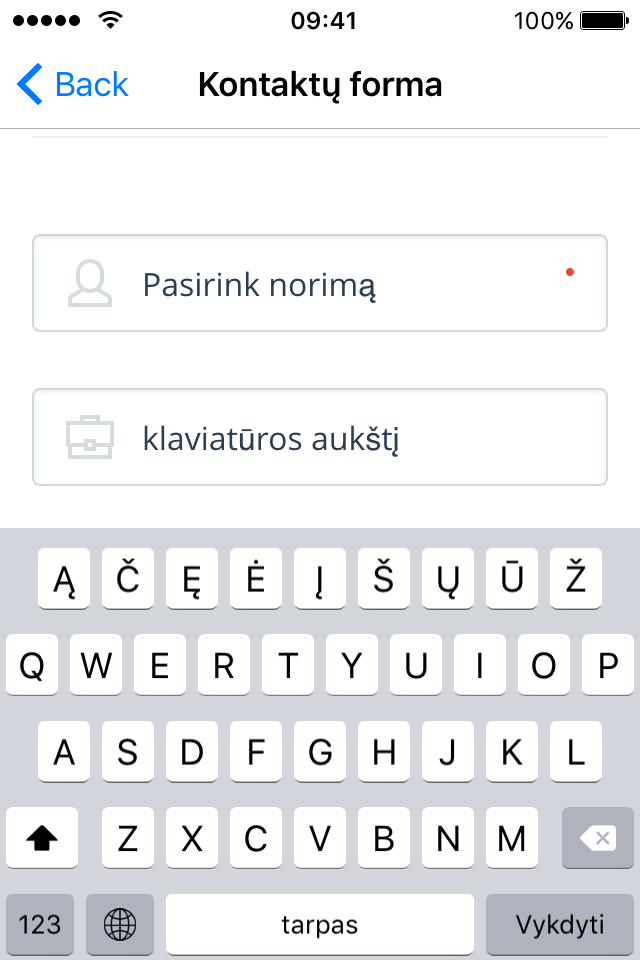 09:41 100%
Back Kontaktų forma
Pasirink norimą
klaviatūros aukštį
Ą Č Ę Ė Į Š Ų Ū Ž
Q W E R T Y U I O P
A S D F G H J K L
Z X C V B N M
123 tarpas Vykdyti